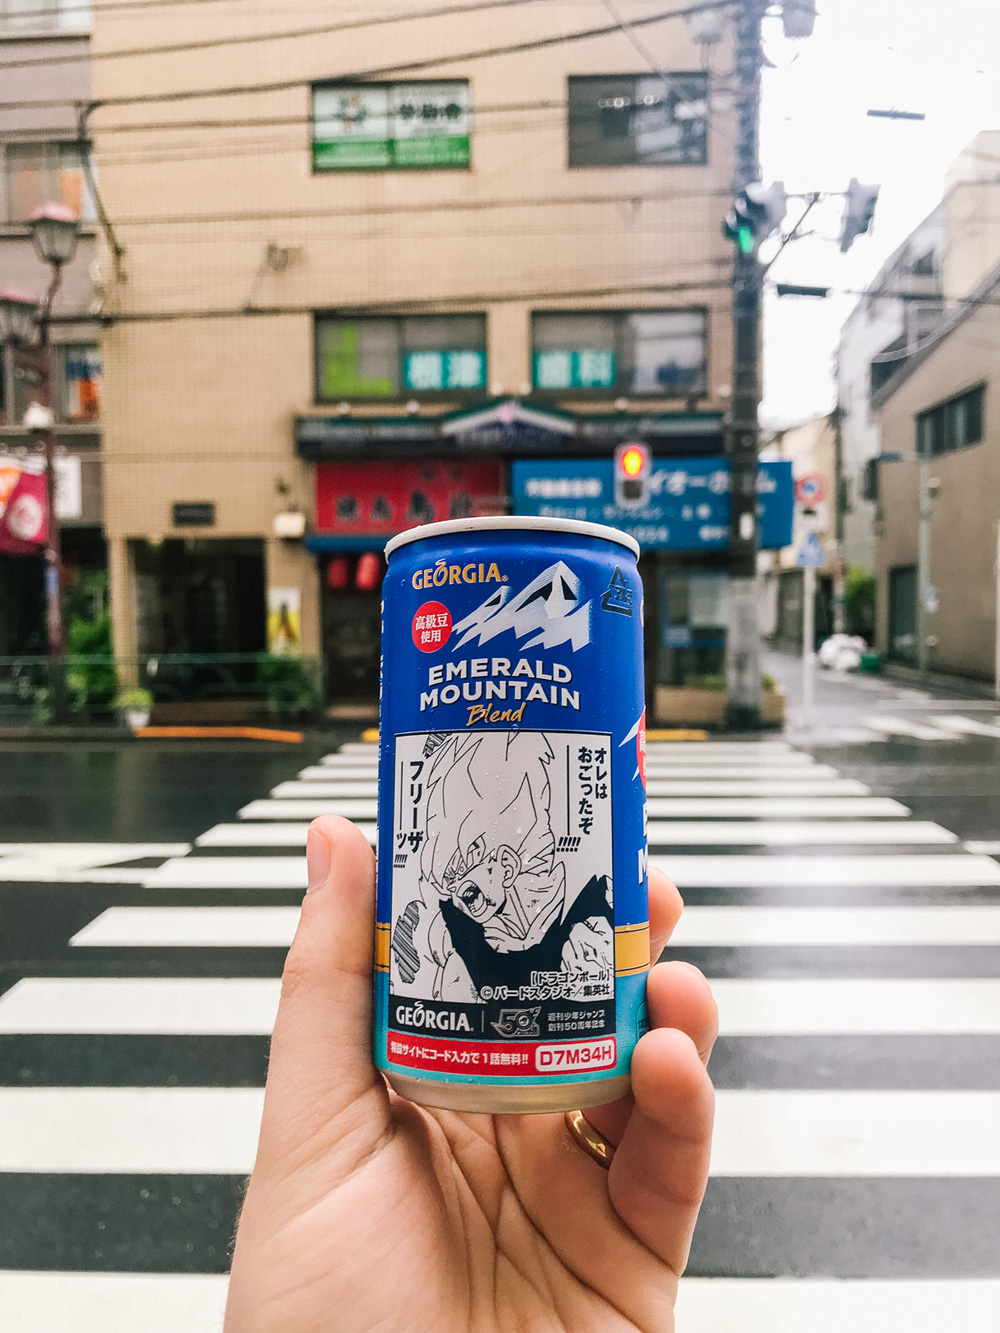 根津
歯科
GEORGIA®
高級豆
使用
EMERALD
MOUNTAIN
Blend
オレは
おこったぞ
!!!!!
フリーザ
ーッ
!!!!!
【ドラゴンボール】
©バードスタジオ／集英社
GEORGIA®
50th
週刊少年ジャンプ
創刊50周年記念
特設サイトにコード入力で1話無料!!
D7M34H